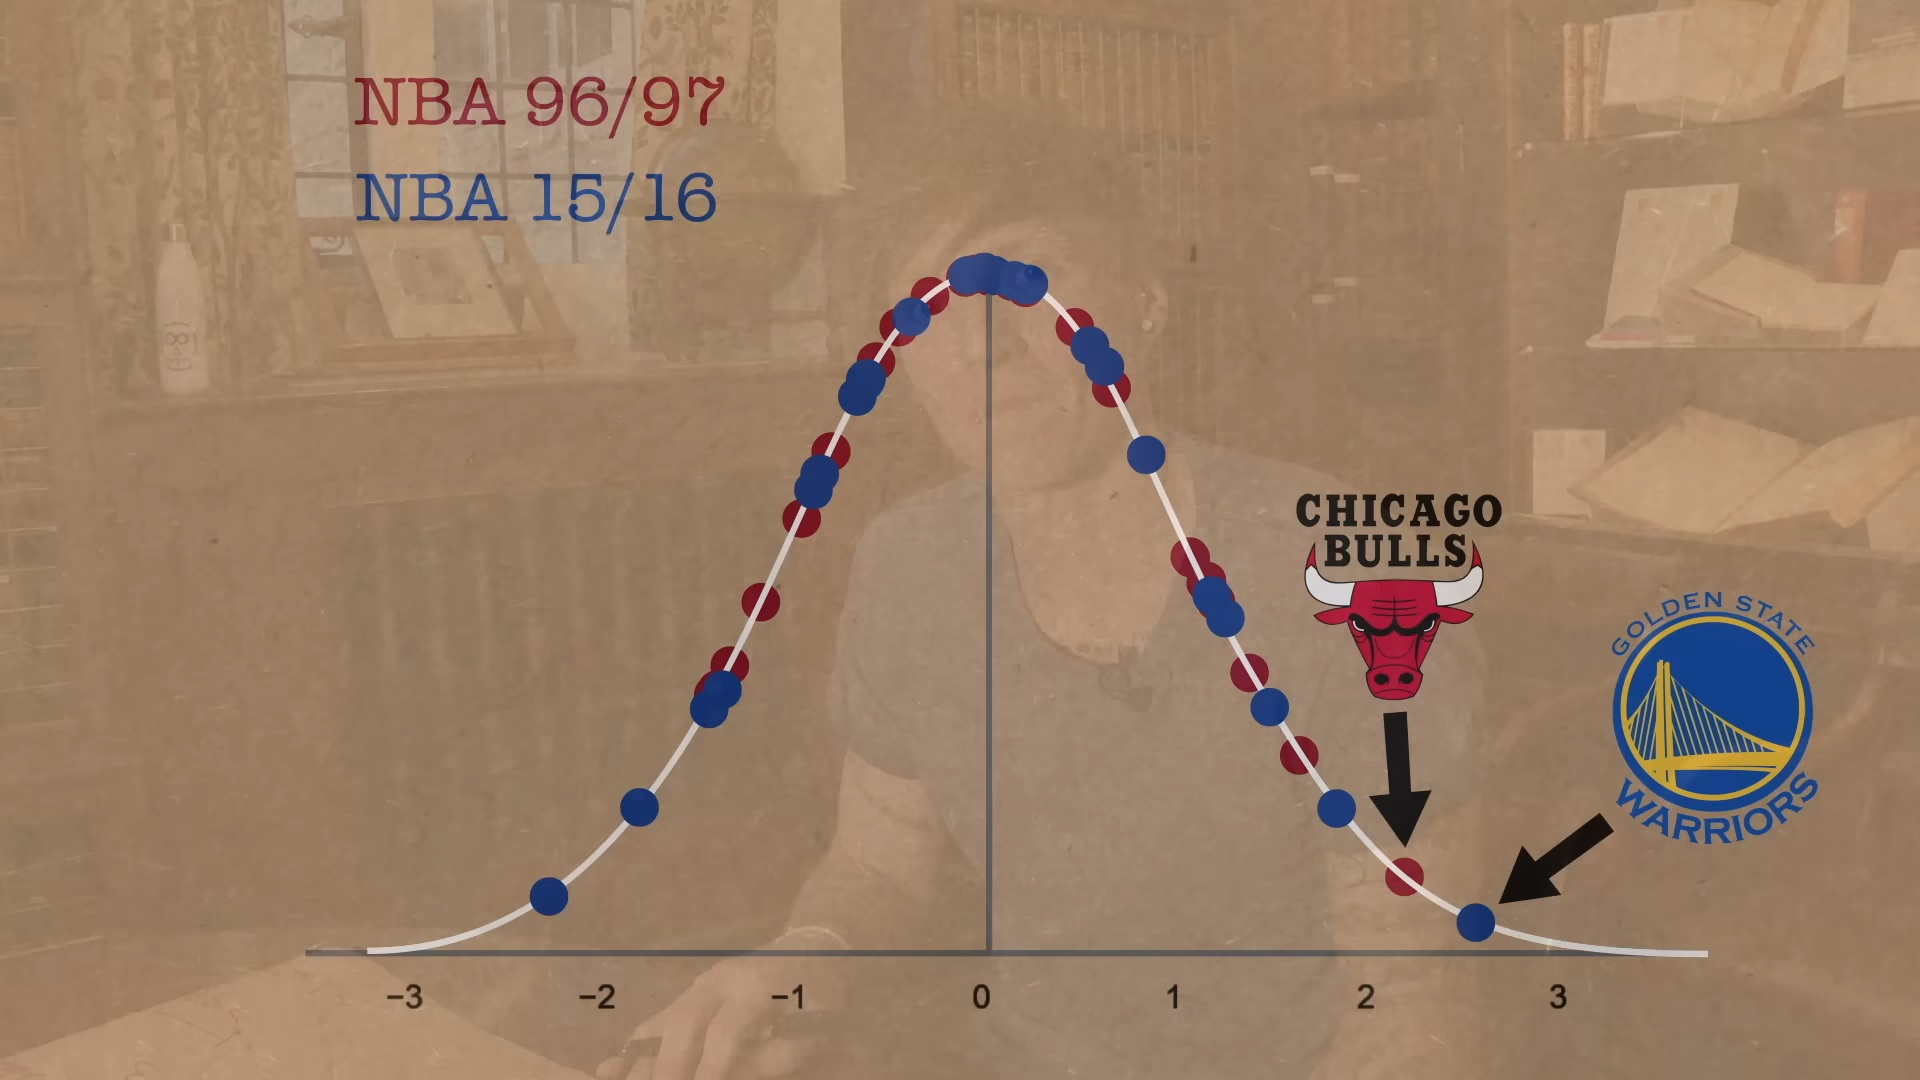 NBA 96/97
NBA 15/16
CHICAGO
BULLS
GOLDEN STATE
WARRIORS
−3 −2 −1 0 1 2 3